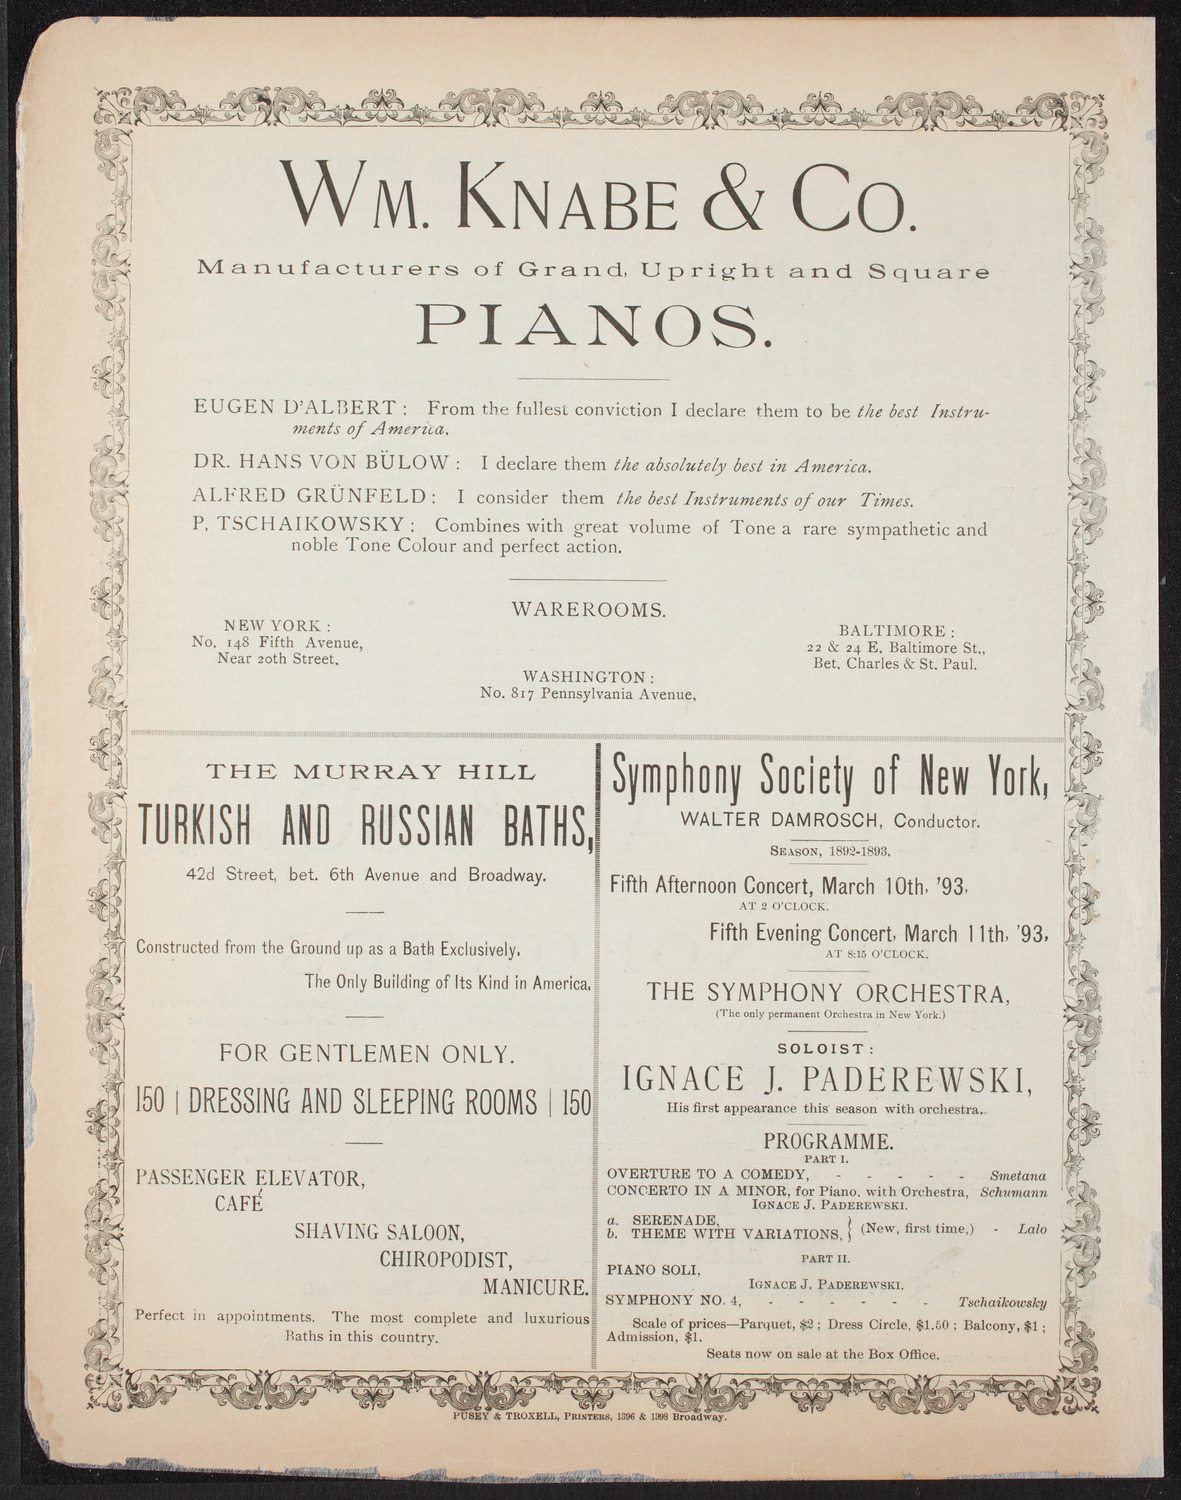 WM. KNABE & CO.
Manufacturers of Grand, Upright and Square
PIANOS.
EUGEN D'ALBERT: From the fullest conviction I declare them to be the best Instru-
ments of America.
DR. HANS VON BÜLOW: I declare them the absolutely best in America.
ALFRED GRÜNFELD: I consider them the best Instruments of our Times.
P. TSCHAIKOWSKY: Combines with great volume of Tone a rare sympathetic and
noble Tone Colour and perfect action.
WAREROOMS.
NEW YORK:
No. 148 Fifth Avenue,
Near 20th Street.
WASHINGTON:
No. 817 Pennsylvania Avenue.
BALTIMORE:
22 & 24 E. Baltimore St.,
Bet. Charles & St. Paul.
THE MURRAY HILL
TURKISH AND RUSSIAN BATHS,
42d Street, bet. 6th Avenue and Broadway.
Constructed from the Ground up as a Bath Exclusively.
The Only Building of Its Kind in America.
FOR GENTLEMEN ONLY.
150 | DRESSING AND SLEEPING ROOMS | 150
PASSENGER ELEVATOR,
CAFÉ
SHAVING SALOON,
CHIROPODIST,
MANICURE.
Perfect in appointments. The most complete and luxurious
Baths in this country.
Symphony Society of New York,
WALTER DAMROSCH, Conductor.
SEASON, 1892-1893.
Fifth Afternoon Concert, March 10th, '93,
AT 2 O'CLOCK.
Fifth Evening Concert, March 11th, '93,
AT 8:15 O'CLOCK.
THE SYMPHONY ORCHESTRA,
(The only permanent Orchestra in New York.)
SOLOIST:
IGNACE J. PADEREWSKI,
His first appearance this season with orchestra.
PROGRAMME.
PART I.
OVERTURE TO A COMEDY, - - - - - Smetana
CONCERTO IN A MINOR, for Piano, with Orchestra, Schumann
IGNACE J. PADEREWSKI.
a. SERENADE,
b. THEME WITH VARIATIONS, } (New, first time,) - Lalo
PART II.
PIANO SOLI,
IGNACE J. PADEREWSKI.
SYMPHONY NO. 4, - - - - - - Tschaikowsky
Scale of prices—Parquet, $2; Dress Circle, $1.50; Balcony, $1;
Admission, $1.
Seats now on sale at the Box Office.
PUSEY & TROXELL, PRINTERS, 1396 & 1398 Broadway.